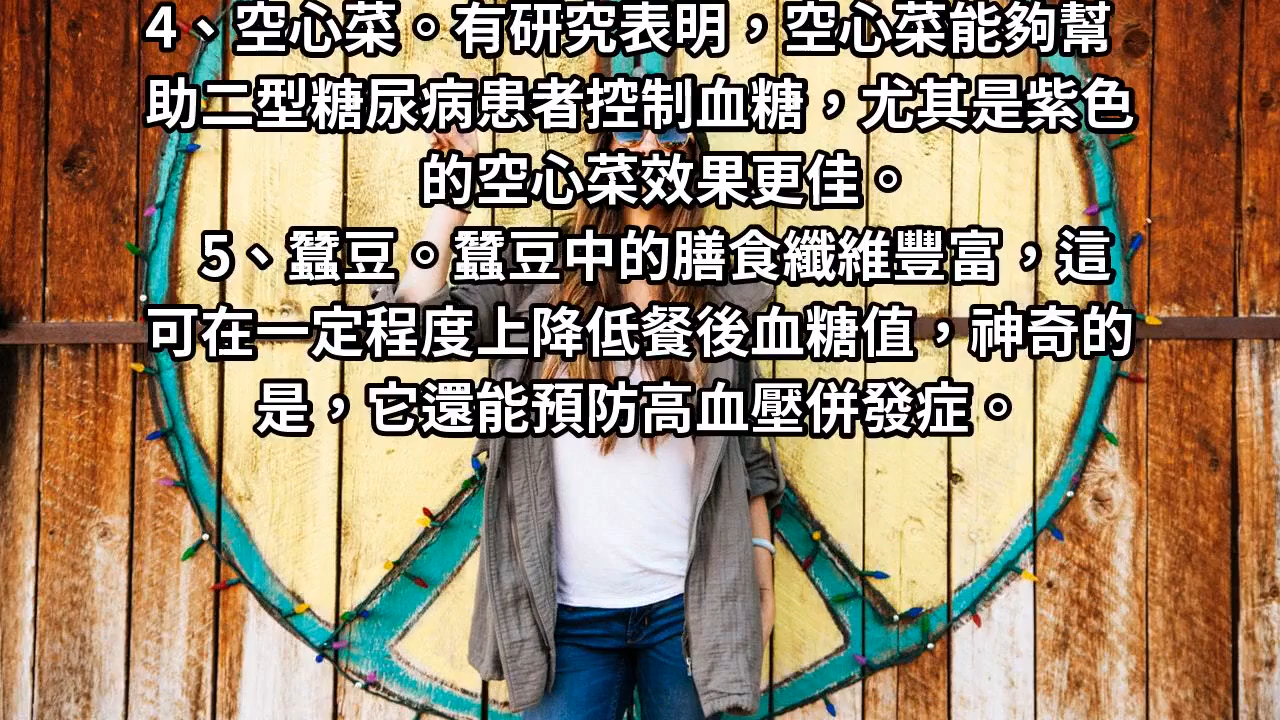 4、空心菜。有研究表明，空心菜能夠幫
助二型糖尿病患者控制血糖，尤其是紫色
的空心菜效果更佳。
5、蠶豆。蠶豆中的膳食纖維豐富，這
可在一定程度上降低餐後血糖值，神奇的
是，它還能預防高血壓併發症。